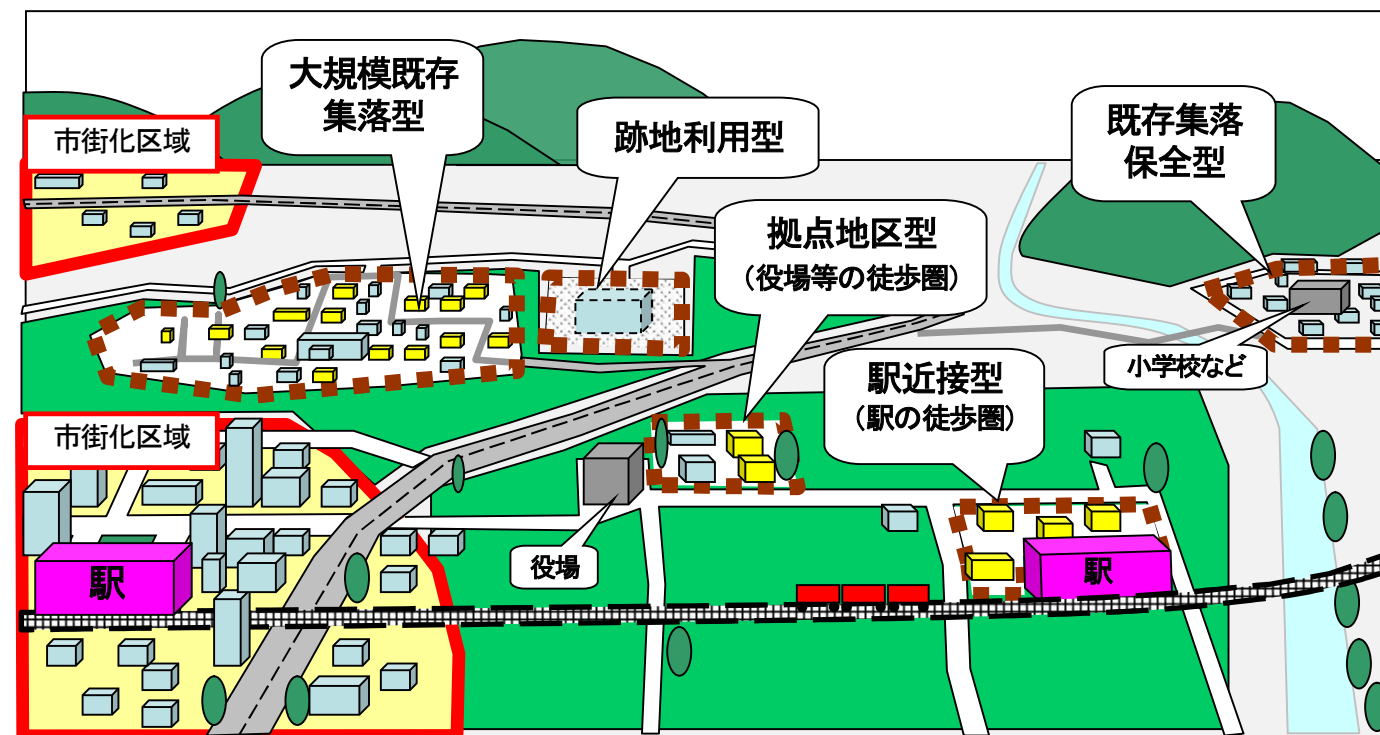 大規模既存
集落型
跡地利用型
既存集落
保全型
市街化区域
拠点地区型
（役場等の徒歩圏）
小学校など
駅近接型
（駅の徒歩圏）
市街化区域
役場
駅
駅